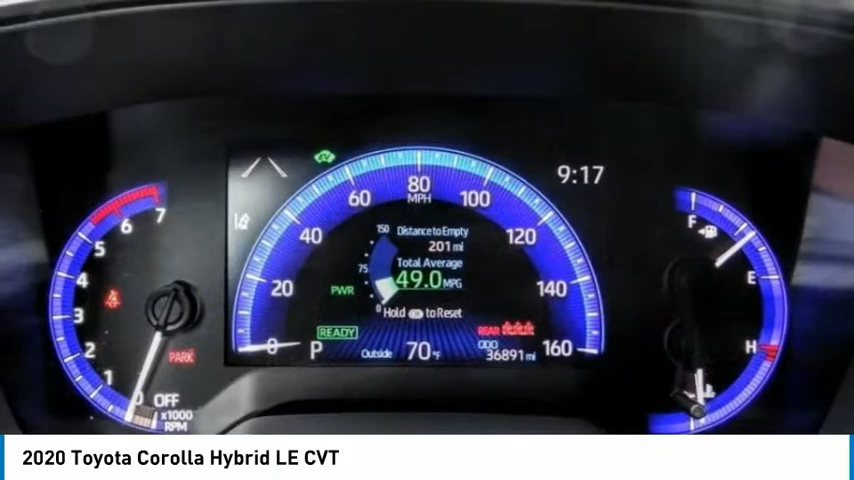 9:17
80
MPH
60
100
40
120
20
140
0
160
150
75
0
Distance to Empty
201 mi
Total Average
49.0 MPG
PWR
Hold OK to Reset
READY
REAR
P
Outside
70°F
ODO
36891 mi
7
6
5
4
3
2
1
0
OFF
x1000
RPM
PARK
F
E
H
2020 Toyota Corolla Hybrid LE CVT